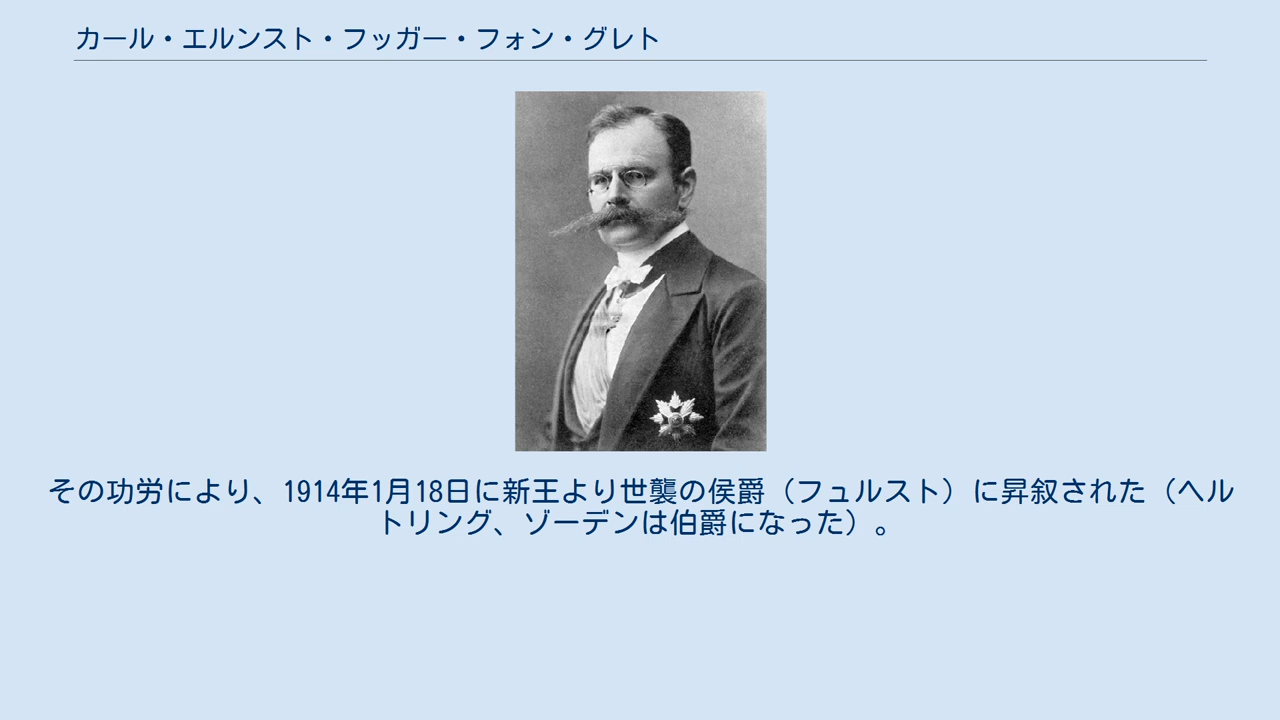 カール・エルンスト・フッガー・フォン・グレト
その功労により、1914年1月18日に新王より世襲の侯爵（フュルスト）に昇叙された（ヘル
トリング、ゾーデンは伯爵になった）。